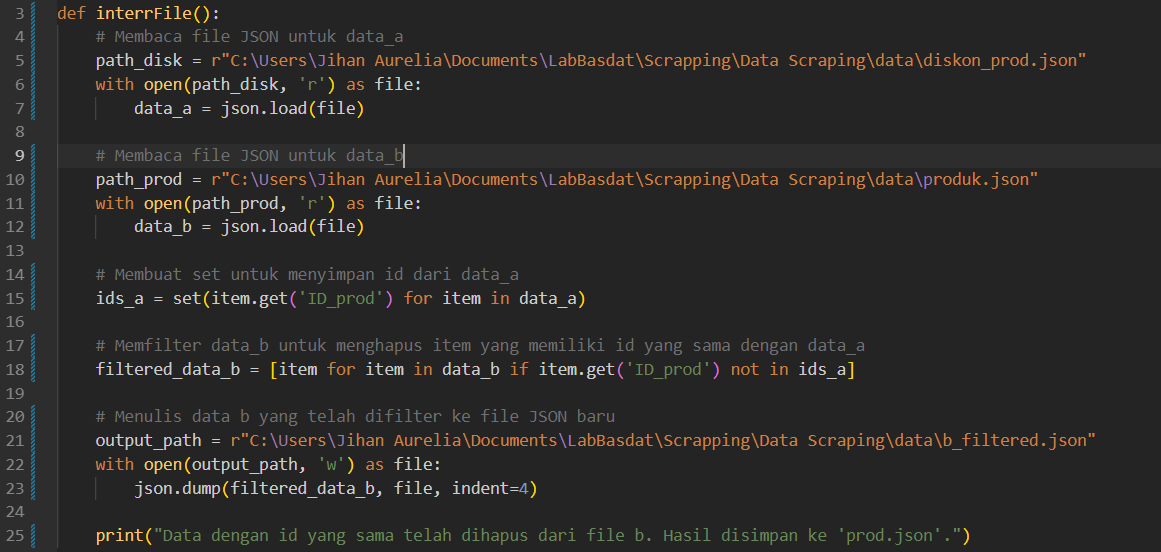 3 def interrFile():
4 # Membaca file JSON untuk data_a
5 path_disk = r"C:\Users\Jihan Aurelia\Documents\LabBasdat\Scrapping\Data Scraping\data\diskon_prod.json"
6 with open(path_disk, 'r') as file:
7 data_a = json.load(file)
8
9 # Membaca file JSON untuk data_b
10 path_prod = r"C:\Users\Jihan Aurelia\Documents\LabBasdat\Scrapping\Data Scraping\data\produk.json"
11 with open(path_prod, 'r') as file:
12 data_b = json.load(file)
13
14 # Membuat set untuk menyimpan id dari data_a
15 ids_a = set(item.get('ID_prod') for item in data_a)
16
17 # Memfilter data_b untuk menghapus item yang memiliki id yang sama dengan data_a
18 filtered_data_b = [item for item in data_b if item.get('ID_prod') not in ids_a]
19
20 # Menulis data b yang telah difilter ke file JSON baru
21 output_path = r"C:\Users\Jihan Aurelia\Documents\LabBasdat\Scrapping\Data Scraping\data\b_filtered.json"
22 with open(output_path, 'w') as file:
23 json.dump(filtered_data_b, file, indent=4)
24
25 print("Data dengan id yang sama telah dihapus dari file b. Hasil disimpan ke 'prod.json'.")